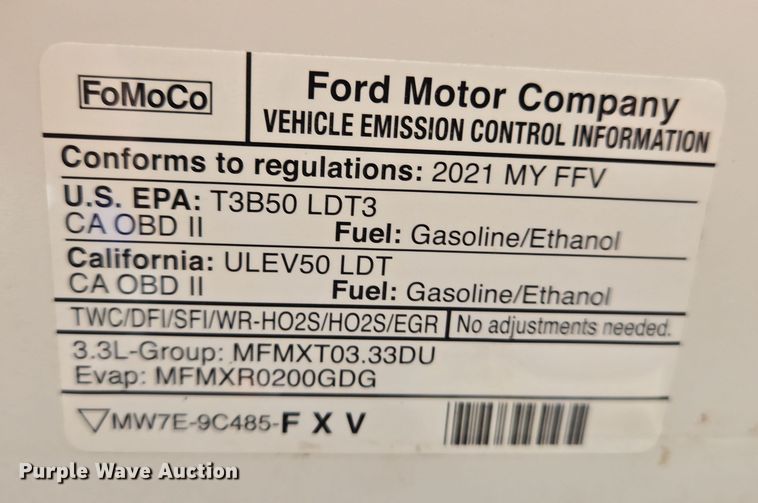 FoMoCo
Ford Motor Company
VEHICLE EMISSION CONTROL INFORMATION
Conforms to regulations: 2021 MY FFV
U.S. EPA: T3B50 LDT3
CA OBD II Fuel: Gasoline/Ethanol
California: ULEV50 LDT
CA OBD II Fuel: Gasoline/Ethanol
TWC/DFI/SFI/WR-HO2S/HO2S/EGR No adjustments needed.
3.3L-Group: MFMXT03.33DU
Evap: MFMXR0200GDG
MW7E-9C485-F X V
Purple Wave Auction